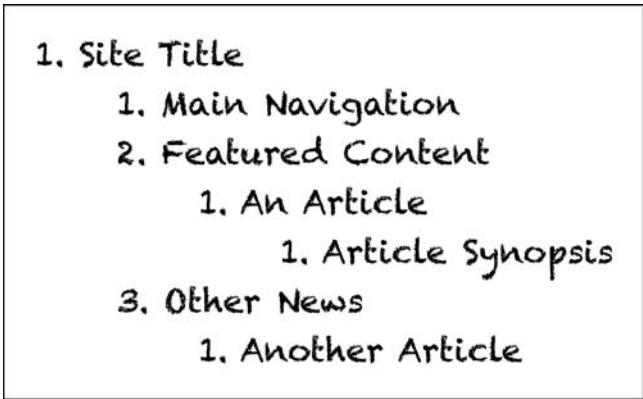 1. Site Title
1. Main Navigation
2. Featured Content
1. An Article
1. Article Synopsis
3. Other News
1. Another Article